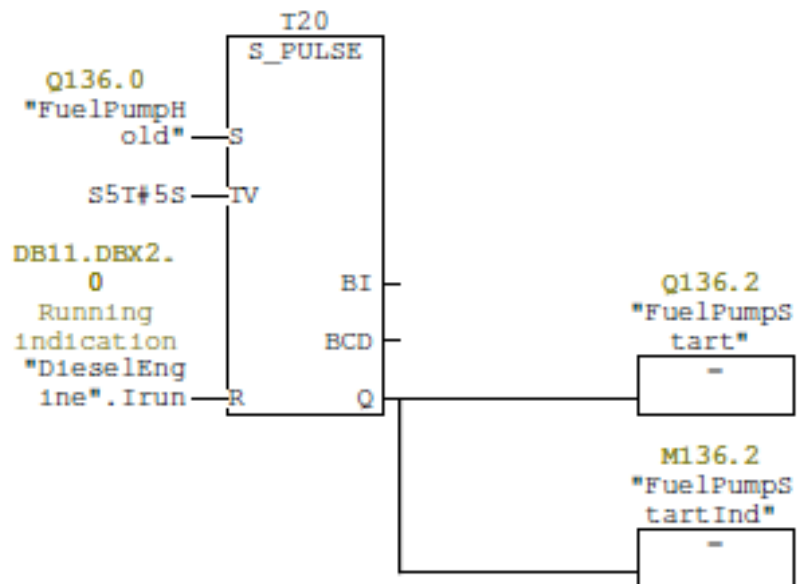 T20
S_PULSE
Q136.0
"FuelPumpH
old"
S
S5T#5S
TV
DB11.DBX2.
0
Running
indication
"DieselEng
ine".Irun
R
BI
BCD
Q
Q136.2
"FuelPumpS
tart"
=
M136.2
"FuelPumpS
tartInd"
=